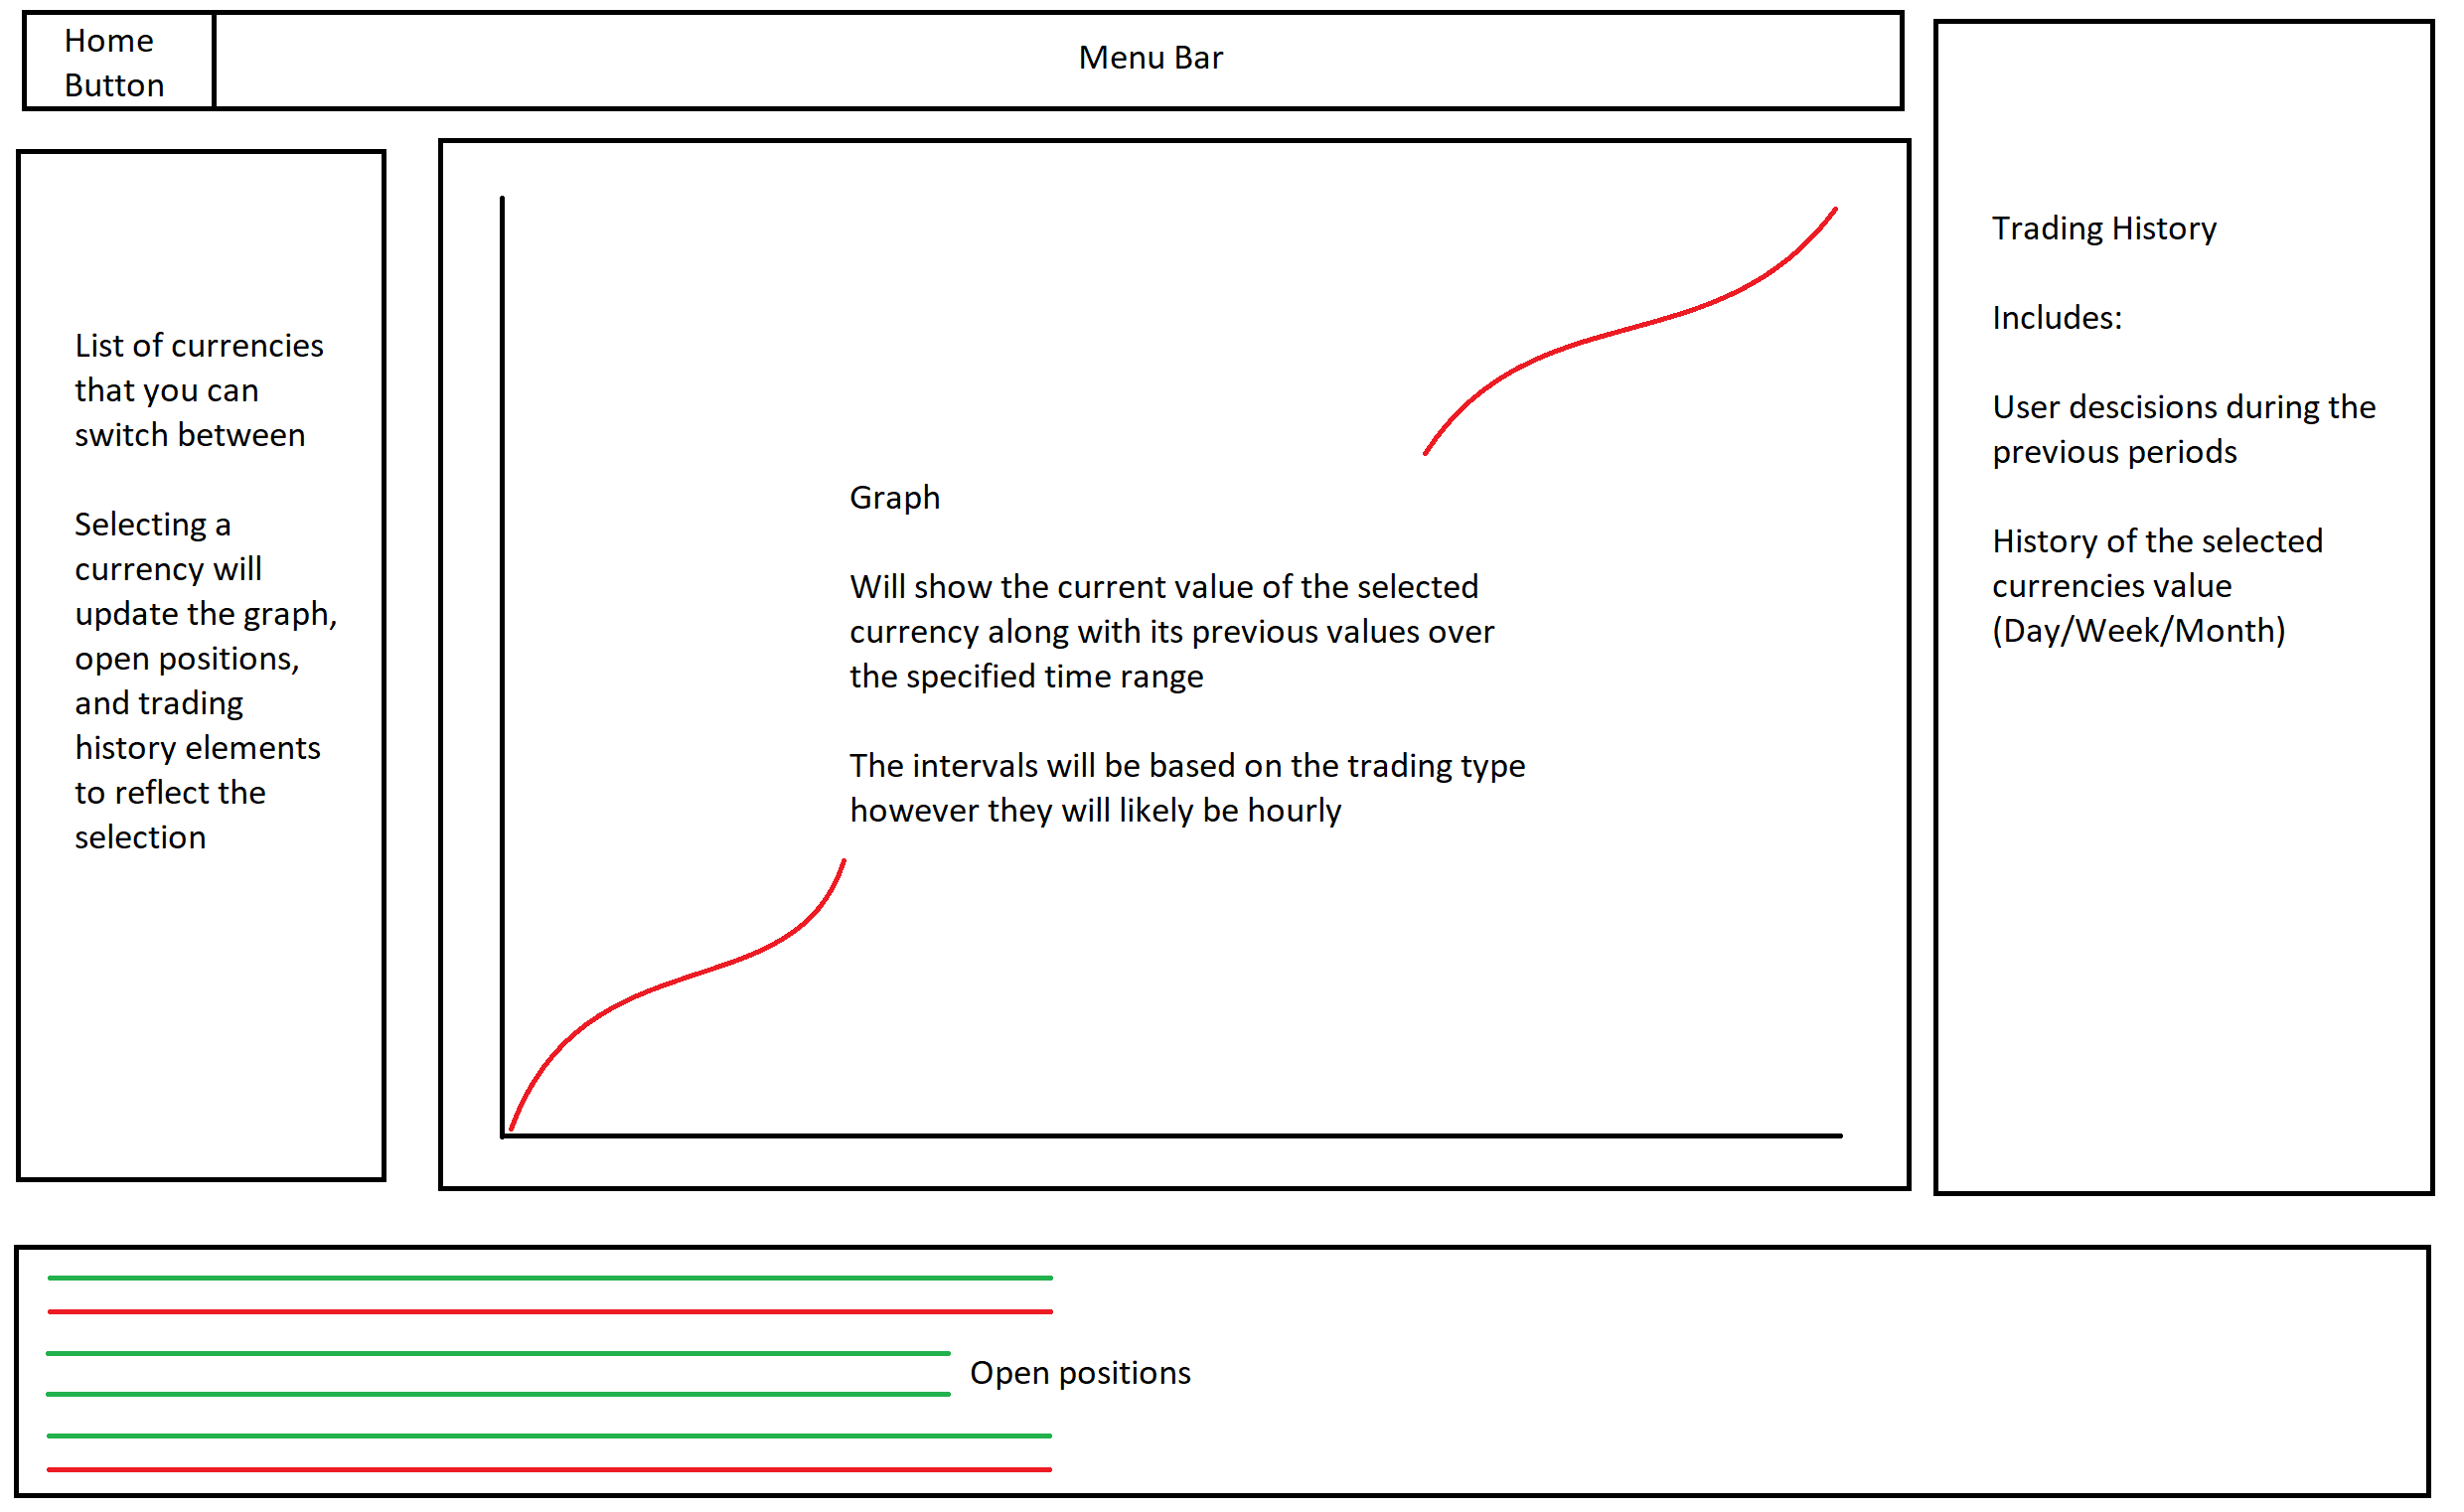 Home
Button
Menu Bar
List of currencies
that you can
switch between
Selecting a
currency will
update the graph,
open positions,
and trading
history elements
to reflect the
selection
Graph
Will show the current value of the selected
currency along with its previous values over
the specified time range
The intervals will be based on the trading type
however they will likely be hourly
Trading History
Includes:
User descisions during the
previous periods
History of the selected
currencies value
(Day/Week/Month)
Open positions